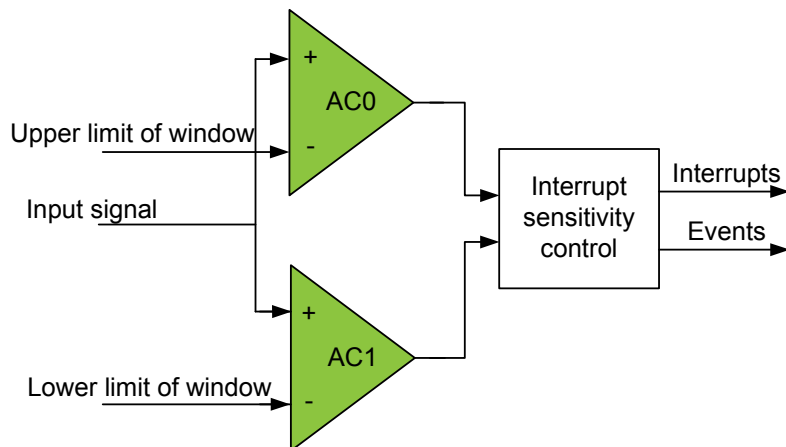 +
AC0
Upper limit of window
-
Input signal
Interrupt
sensitivity
control
Interrupts
Events
+
AC1
Lower limit of window
-